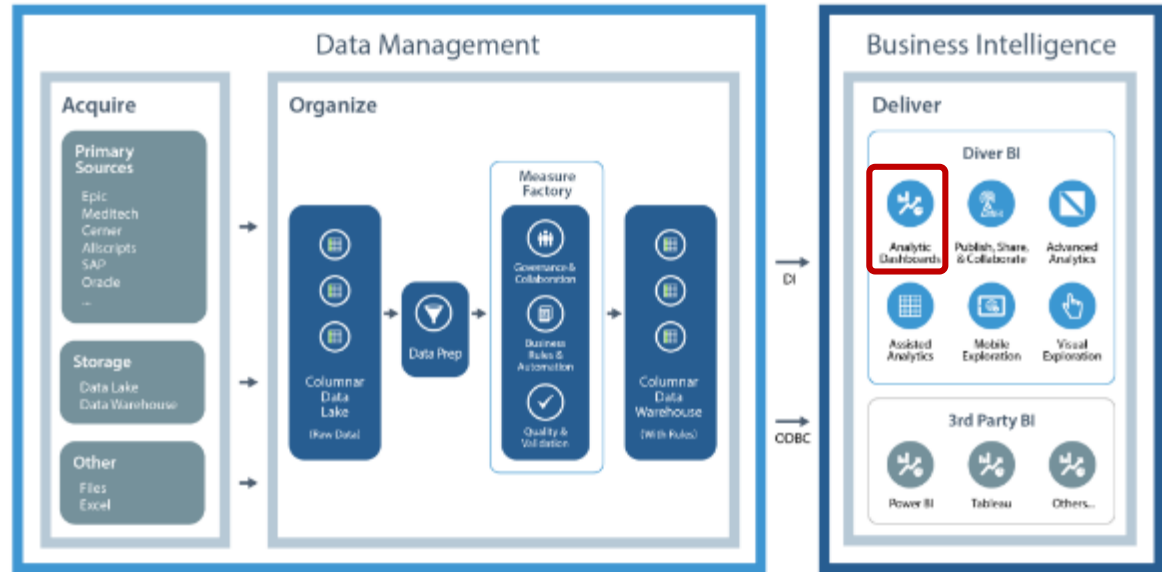 Data Management
Acquire
Primary
Sources
Epic
Meditech
Cerner
Allscripts
SAP
Oracle
...
Storage
Data Lake
Data Warehouse
Other
Files
Excel
Organize
Columnar
Data
Lake
(Raw Data)
Data Prep
Measure
Factory
Governance &
Collaboration
Business
Rules &
Automation
Quality &
Validation
Columnar
Data
Warehouse
(With Rules)
DI
ODBC
Business Intelligence
Deliver
Diver BI
Analytic
Dashboards
Publish, Share,
& Collaborate
Advanced
Analytics
Assisted
Analytics
Mobile
Exploration
Visual
Exploration
3rd Party BI
Power BI
Tableau
Others...